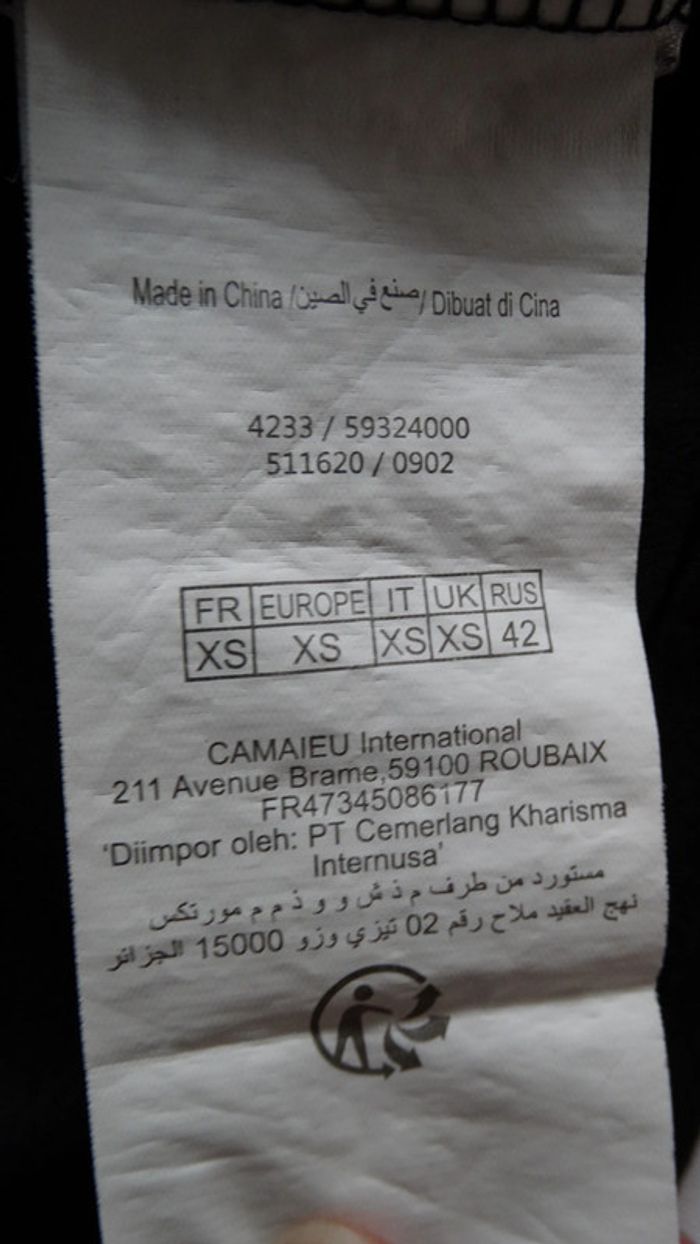 Made in China /صنع في الصين/ Dibuat di Cina
4233 / 59324000
511620 / 0902
FR EUROPE IT UK RUS
XS XS XS XS 42
CAMAIEU International
211 Avenue Brame,59100 ROUBAIX
FR47345086177
'Diimpor oleh: PT Cemerlang Kharisma
Internusa'
مستورد من طرف م ذ ش و و ذ م م مورتكس
نهج العقيد ملاح رقم 02 تيزي وزو 15000 الجزائر